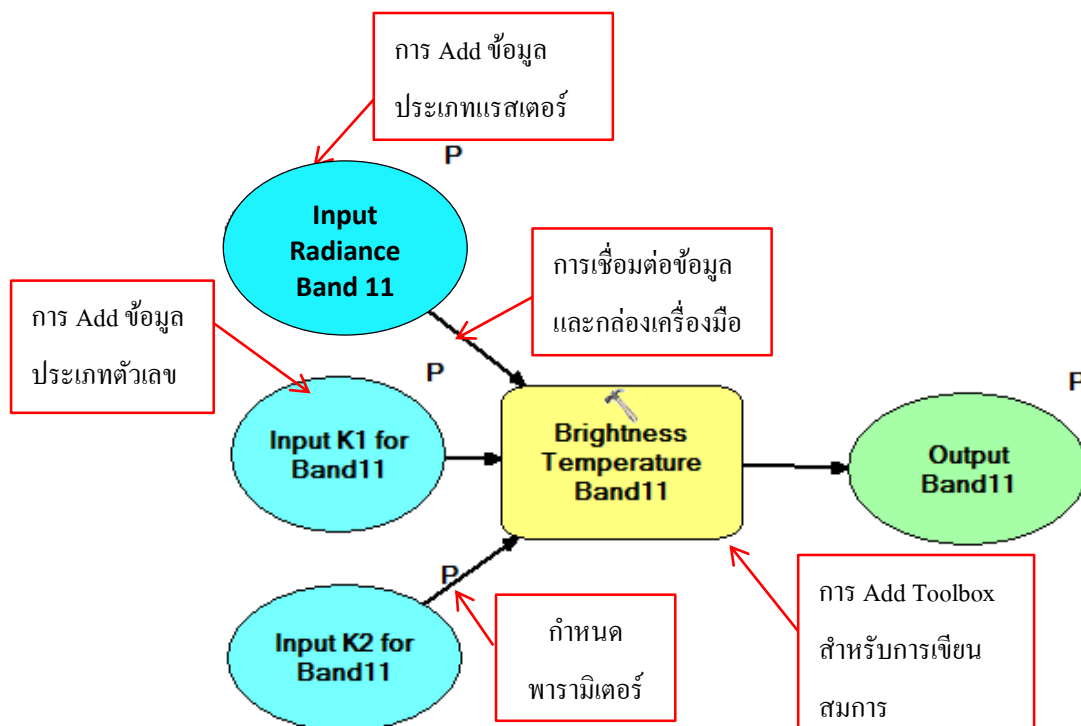 การ Add ข้อมูล
ประเภทแรสเตอร์
P
Input
Radiance
Band 11
การเชื่อมต่อข้อมูล
และกล่องเครื่องมือ
การ Add ข้อมูล
ประเภทตัวเลข
P
P
Input K1 for
Band11
Brightness
Temperature
Band11
Output
Band11
P
Input K2 for
Band11
กำหนด
พารามิเตอร์
การ Add Toolbox
สำหรับการเขียน
สมการ